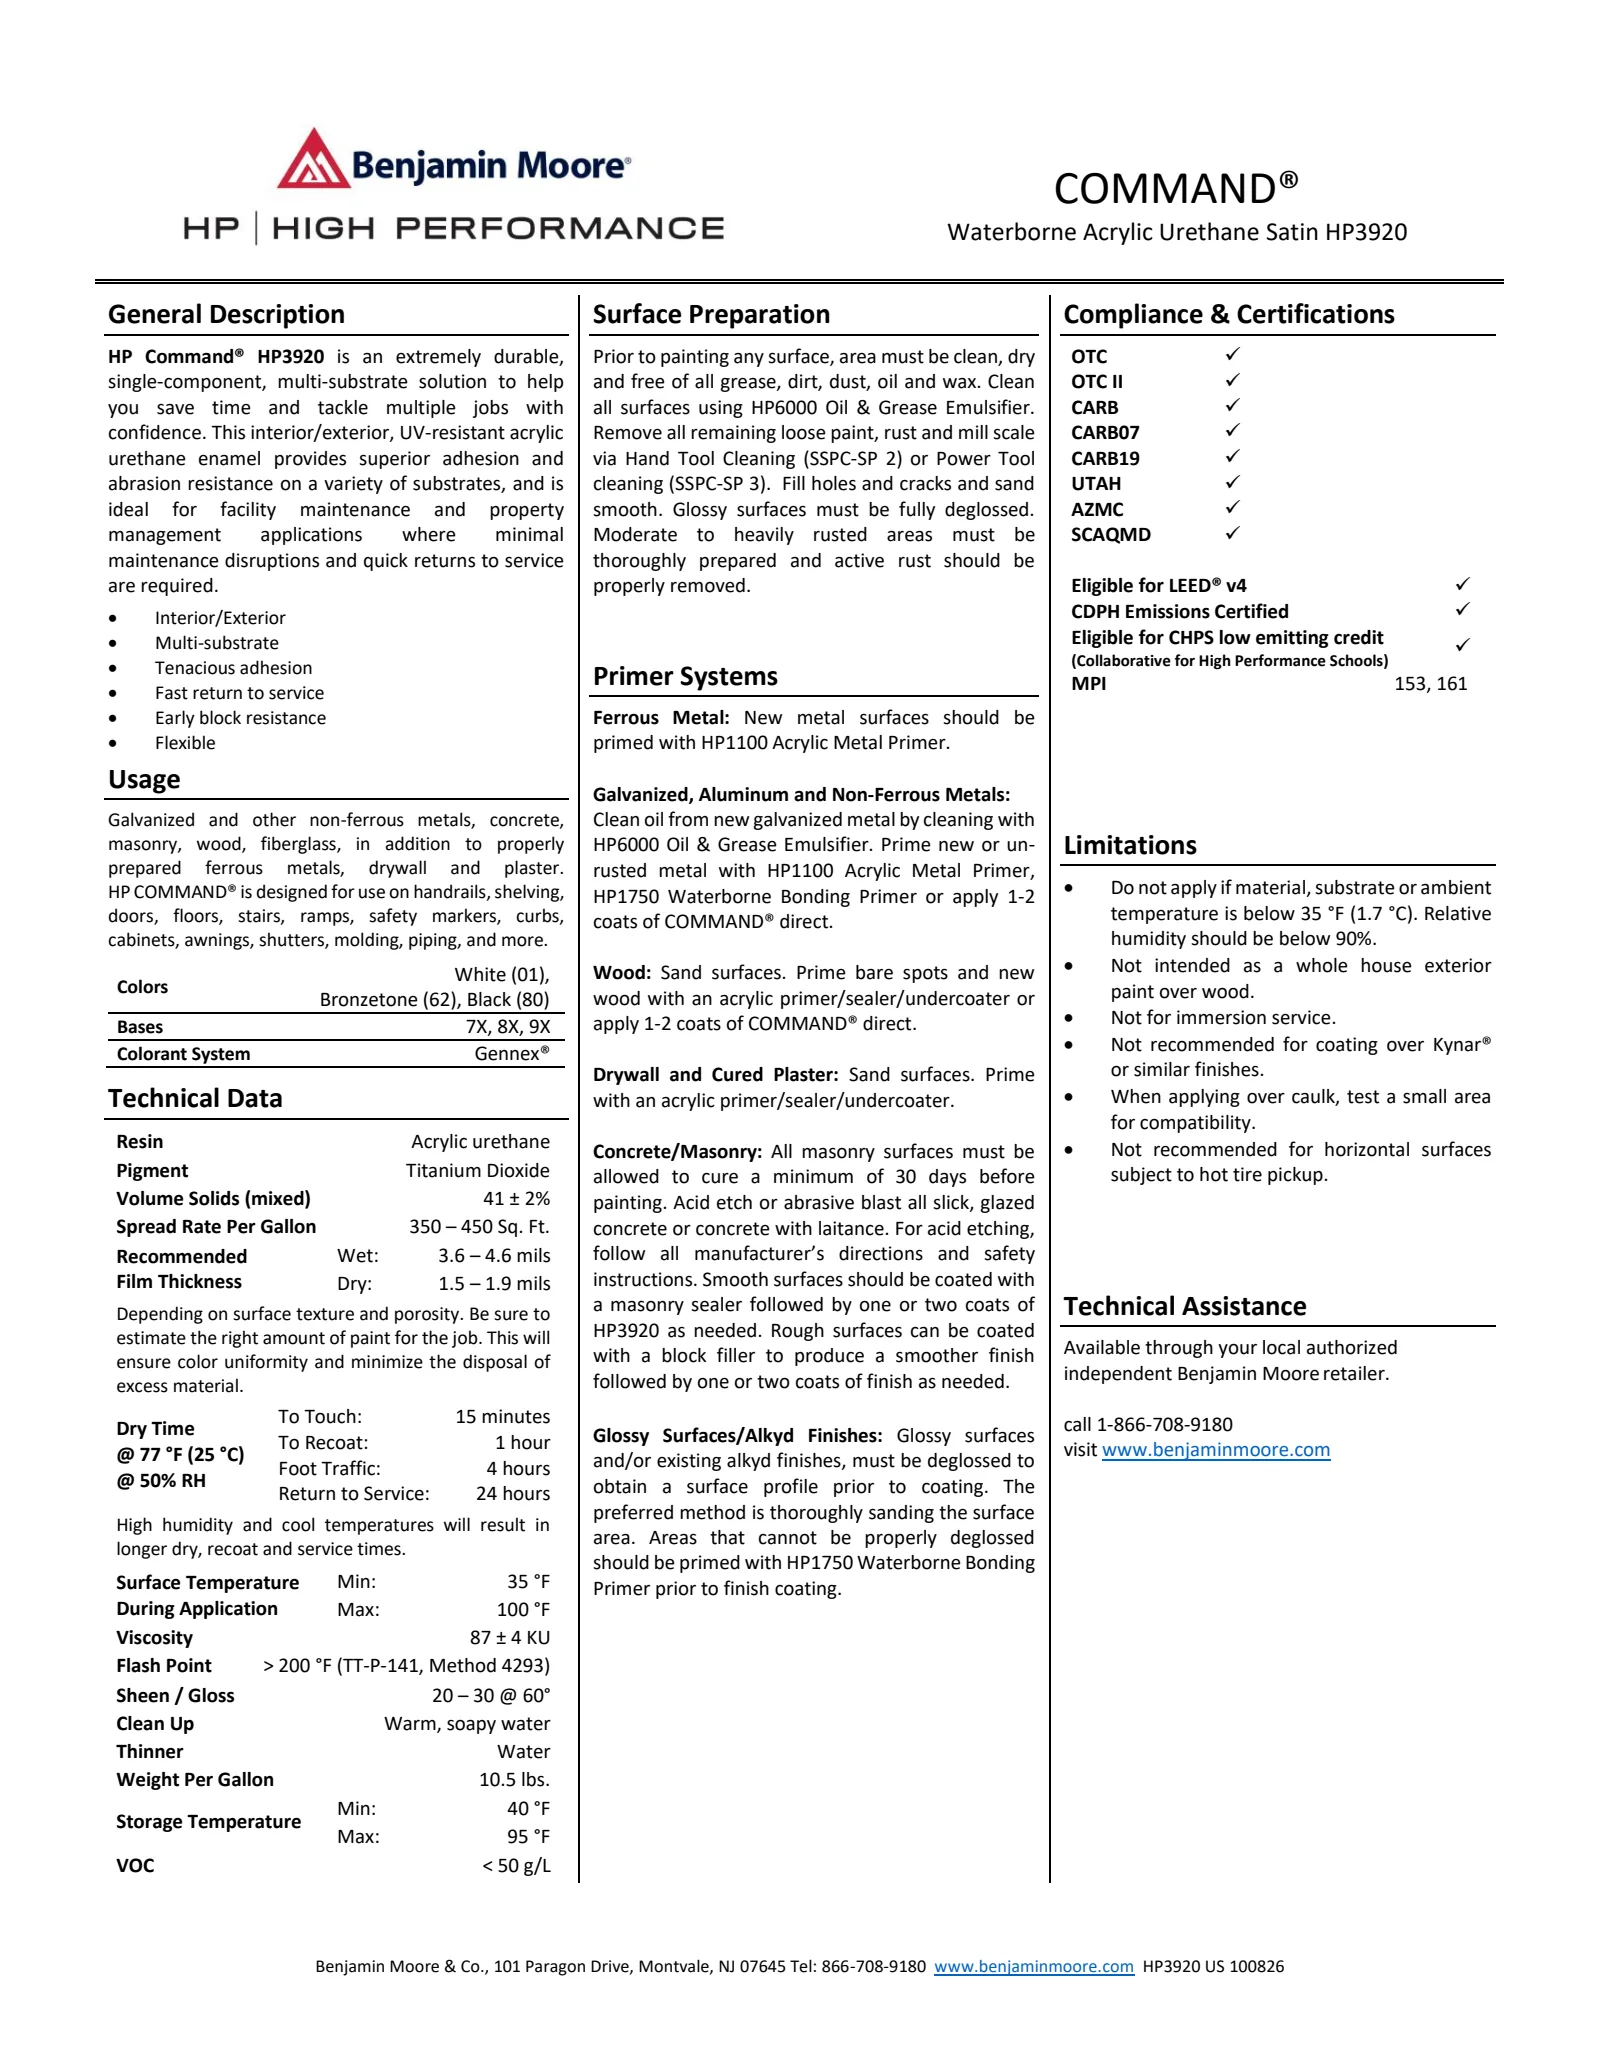 Benjamin Moore®
HP | HIGH PERFORMANCE
COMMAND®
Waterborne Acrylic Urethane Satin HP3920
General Description
HP Command® HP3920 is an extremely durable,
single-component, multi-substrate solution to help
you save time and tackle multiple jobs with
confidence. This interior/exterior, UV-resistant acrylic
urethane enamel provides superior adhesion and
abrasion resistance on a variety of substrates, and is
ideal for facility maintenance and property
management applications where minimal
maintenance disruptions and quick returns to service
are required.
• Interior/Exterior
• Multi-substrate
• Tenacious adhesion
• Fast return to service
• Early block resistance
• Flexible
Usage
Galvanized and other non-ferrous metals, concrete,
masonry, wood, fiberglass, in addition to properly
prepared ferrous metals, drywall and plaster.
HP COMMAND® is designed for use on handrails, shelving,
doors, floors, stairs, ramps, safety markers, curbs,
cabinets, awnings, shutters, molding, piping, and more.
Colors White (01),
Bronzetone (62), Black (80)
Bases 7X, 8X, 9X
Colorant System Gennex®
Technical Data
Resin Acrylic urethane
Pigment Titanium Dioxide
Volume Solids (mixed) 41 ± 2%
Spread Rate Per Gallon 350 – 450 Sq. Ft.
Recommended Wet: 3.6 – 4.6 mils
Film Thickness Dry: 1.5 – 1.9 mils
Depending on surface texture and porosity. Be sure to
estimate the right amount of paint for the job. This will
ensure color uniformity and minimize the disposal of
excess material.
Dry Time
@ 77 °F (25 °C)
@ 50% RH
To Touch: 15 minutes
To Recoat: 1 hour
Foot Traffic: 4 hours
Return to Service: 24 hours
High humidity and cool temperatures will result in
longer dry, recoat and service times.
Surface Temperature Min: 35 °F
During Application Max: 100 °F
Viscosity 87 ± 4 KU
Flash Point > 200 °F (TT-P-141, Method 4293)
Sheen / Gloss 20 – 30 @ 60°
Clean Up Warm, soapy water
Thinner Water
Weight Per Gallon 10.5 lbs.
Storage Temperature Min: 40 °F
Max: 95 °F
VOC < 50 g/L
Surface Preparation
Prior to painting any surface, area must be clean, dry
and free of all grease, dirt, dust, oil and wax. Clean
all surfaces using HP6000 Oil & Grease Emulsifier.
Remove all remaining loose paint, rust and mill scale
via Hand Tool Cleaning (SSPC-SP 2) or Power Tool
cleaning (SSPC-SP 3). Fill holes and cracks and sand
smooth. Glossy surfaces must be fully deglossed.
Moderate to heavily rusted areas must be
thoroughly prepared and active rust should be
properly removed.
Primer Systems
Ferrous Metal: New metal surfaces should be
primed with HP1100 Acrylic Metal Primer.
Galvanized, Aluminum and Non-Ferrous Metals:
Clean oil from new galvanized metal by cleaning with
HP6000 Oil & Grease Emulsifier. Prime new or un-
rusted metal with HP1100 Acrylic Metal Primer,
HP1750 Waterborne Bonding Primer or apply 1-2
coats of COMMAND® direct.
Wood: Sand surfaces. Prime bare spots and new
wood with an acrylic primer/sealer/undercoater or
apply 1-2 coats of COMMAND® direct.
Drywall and Cured Plaster: Sand surfaces. Prime
with an acrylic primer/sealer/undercoater.
Concrete/Masonry: All masonry surfaces must be
allowed to cure a minimum of 30 days before
painting. Acid etch or abrasive blast all slick, glazed
concrete or concrete with laitance. For acid etching,
follow all manufacturer’s directions and safety
instructions. Smooth surfaces should be coated with
a masonry sealer followed by one or two coats of
HP3920 as needed. Rough surfaces can be coated
with a block filler to produce a smoother finish
followed by one or two coats of finish as needed.
Glossy Surfaces/Alkyd Finishes: Glossy surfaces
and/or existing alkyd finishes, must be deglossed to
obtain a surface profile prior to coating. The
preferred method is thoroughly sanding the surface
area. Areas that cannot be properly deglossed
should be primed with HP1750 Waterborne Bonding
Primer prior to finish coating.
Compliance & Certifications
OTC ✓
OTC II ✓
CARB ✓
CARB07 ✓
CARB19 ✓
UTAH ✓
AZMC ✓
SCAQMD ✓
Eligible for LEED® v4 ✓
CDPH Emissions Certified ✓
Eligible for CHPS low emitting credit ✓
(Collaborative for High Performance Schools)
MPI 153, 161
Limitations
• Do not apply if material, substrate or ambient
temperature is below 35 °F (1.7 °C). Relative
humidity should be below 90%.
• Not intended as a whole house exterior
paint over wood.
• Not for immersion service.
• Not recommended for coating over Kynar®
or similar finishes.
• When applying over caulk, test a small area
for compatibility.
• Not recommended for horizontal surfaces
subject to hot tire pickup.
Technical Assistance
Available through your local authorized
independent Benjamin Moore retailer.
call 1-866-708-9180
visit www.benjaminmoore.com
Benjamin Moore & Co., 101 Paragon Drive, Montvale, NJ 07645 Tel: 866-708-9180 www.benjaminmoore.com HP3920 US 100826